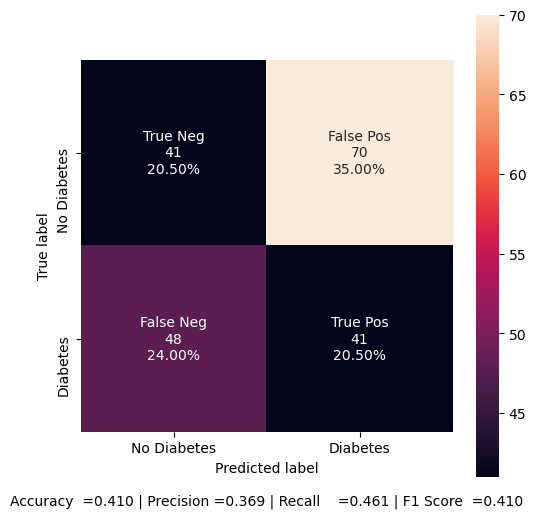 True Neg
41
20.50%
False Pos
70
35.00%
False Neg
48
24.00%
True Pos
41
20.50%
No Diabetes
Diabetes
True label
No Diabetes
Diabetes
Predicted label
70
65
60
55
50
45
Accuracy  =0.410 | Precision =0.369 | Recall    =0.461 | F1 Score  =0.410